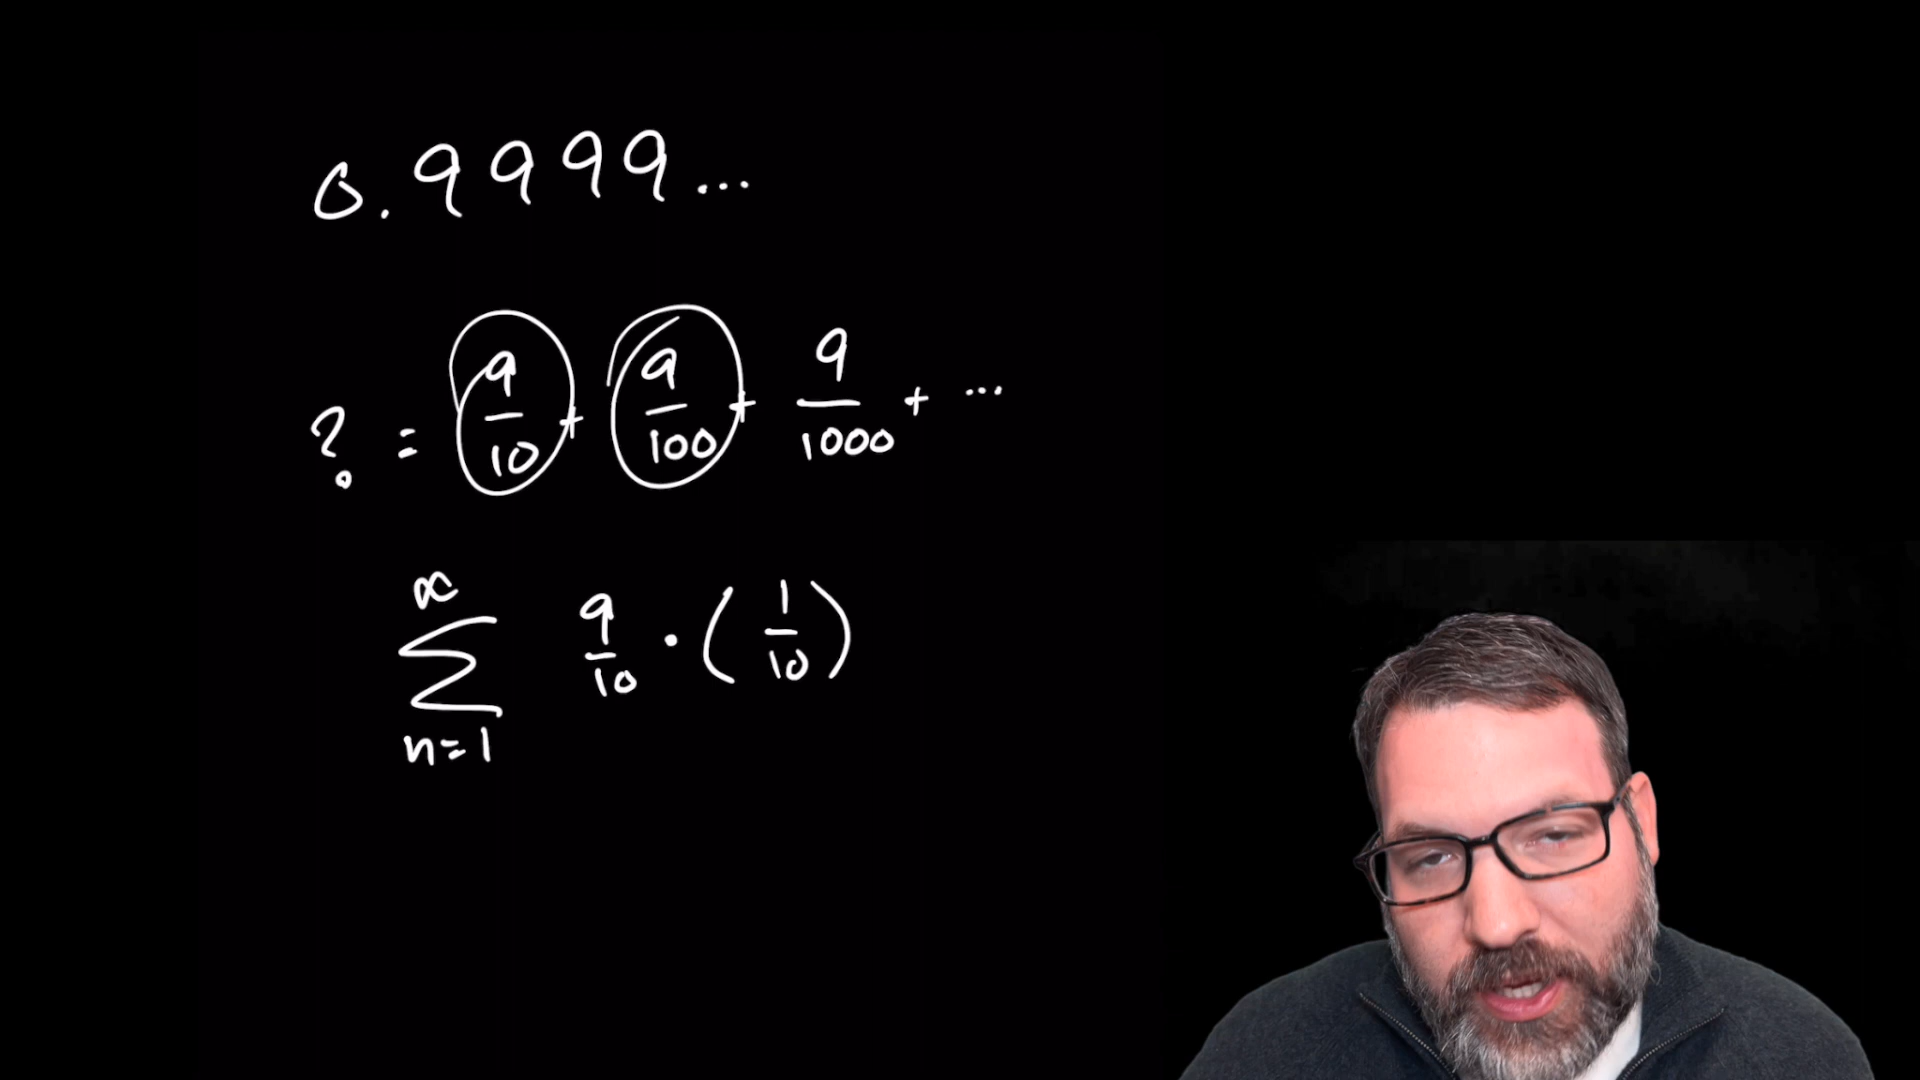 0.9999...
? = 9/10 + 9/100 + 9/1000 + ...
∞
∑ 9/10 · (1/10)
n=1